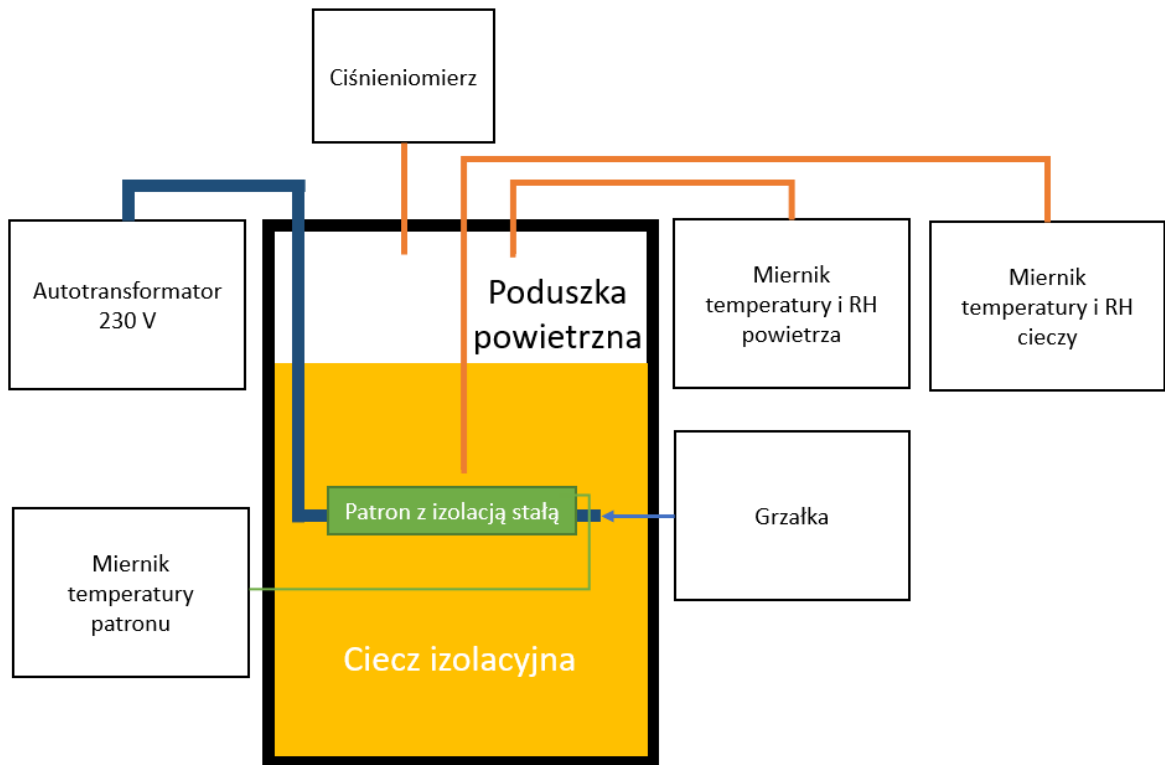 Ciśnieniomierz
Autotransformator
230 V
Poduszka
powietrzna
Miernik
temperatury i RH
powietrza
Miernik
temperatury i RH
cieczy
Patron z izolacją stałą
Grzałka
Miernik
temperatury
patronu
Ciecz izolacyjna